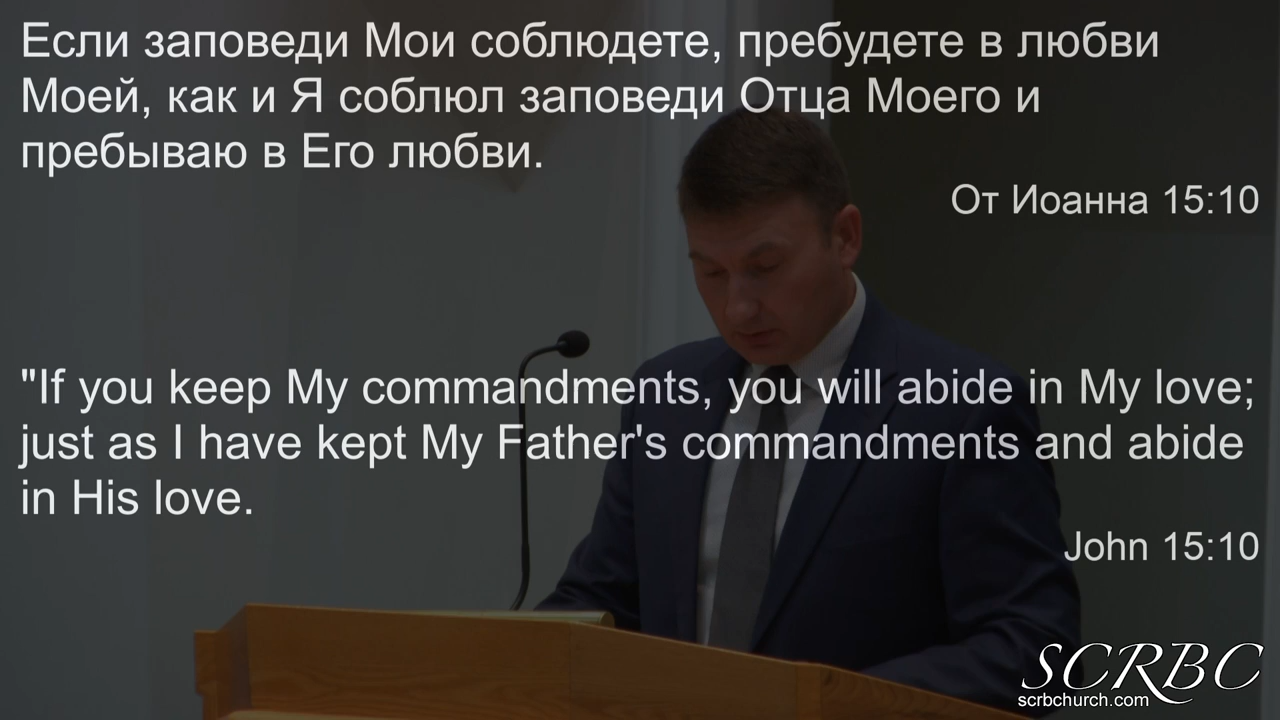 Если заповеди Мои соблюдете, пребудете в любви
Моей, как и Я соблюл заповеди Отца Моего и
пребываю в Его любви.
От Иоанна 15:10
"If you keep My commandments, you will abide in My love;
just as I have kept My Father's commandments and abide
in His love.
John 15:10
SCRBC
scrbchurch.com